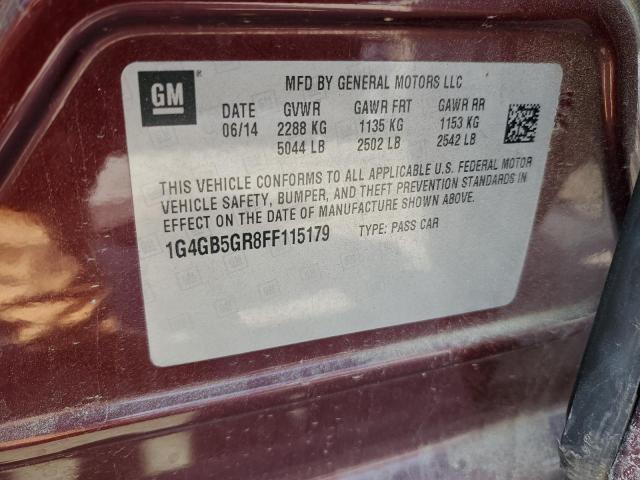 GM ® MFD BY GENERAL MOTORS LLC
DATE GVWR GAWR FRT GAWR RR
06/14 2288 KG 1135 KG 1153 KG
5044 LB 2502 LB 2542 LB
THIS VEHICLE CONFORMS TO ALL APPLICABLE U.S. FEDERAL MOTOR
VEHICLE SAFETY, BUMPER, AND THEFT PREVENTION STANDARDS IN
EFFECT ON THE DATE OF MANUFACTURE SHOWN ABOVE.
1G4GB5GR8FF115179 TYPE: PASS CAR